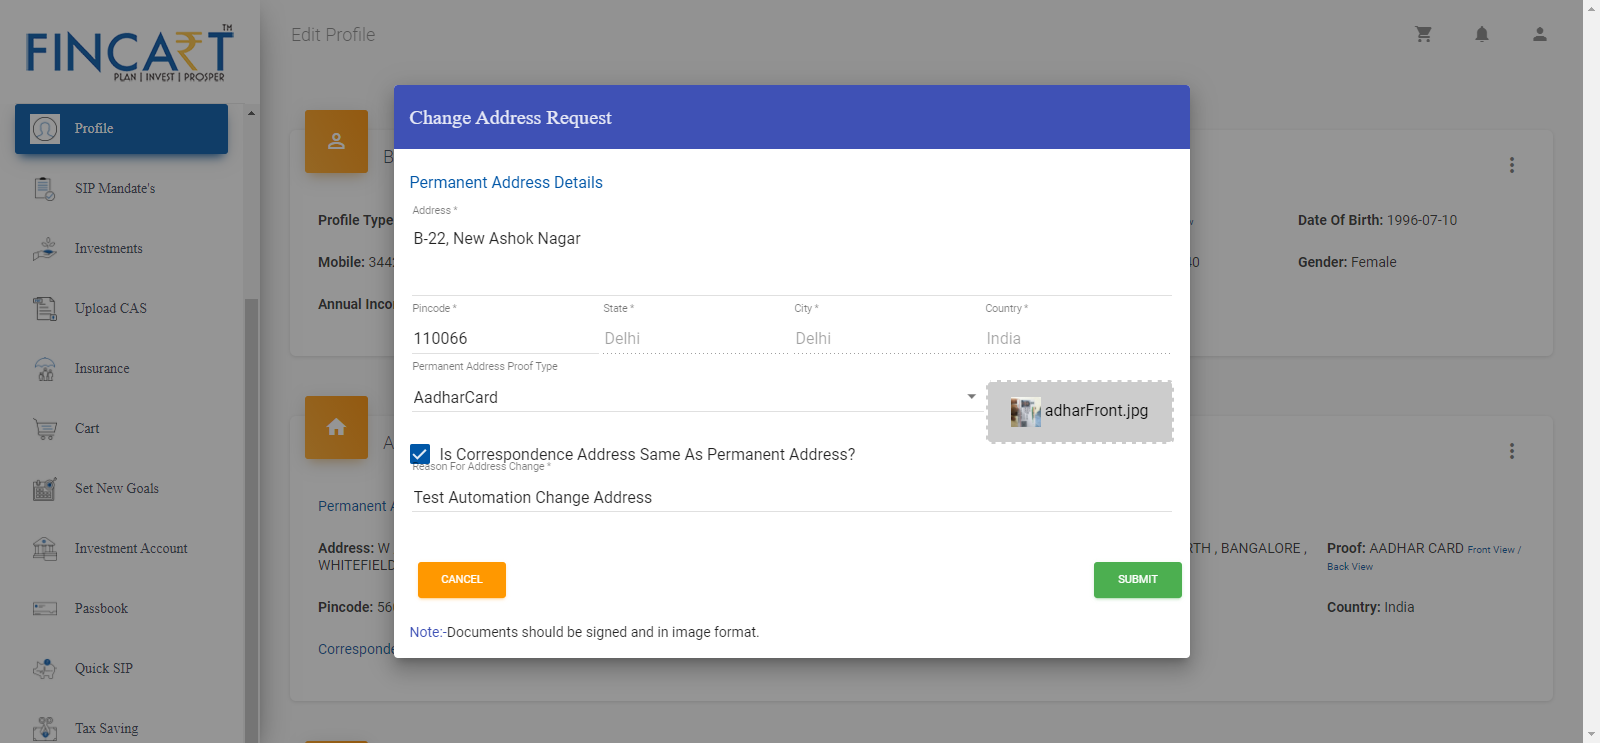 FINCART TM
PLAN | INVEST | PROSPER
Edit Profile
Profile
SIP Mandate's
Investments
Upload CAS
Insurance
Cart
Set New Goals
Investment Account
Passbook
Quick SIP
Tax Saving
B
Profile Type
Date Of Birth: 1996-07-10
Mobile: 344
40
Gender: Female
Annual Inco
A
Permanent A
Address: W
RTH , BANGALORE ,
WHITEFIELD
Proof: AADHAR CARD Front View /
Back View
Pincode: 56
Country: India
Corresponde
Change Address Request
Permanent Address Details
Address *
B-22, New Ashok Nagar
Pincode * State * City * Country *
110066 Delhi Delhi India
Permanent Address Proof Type
AadharCard
adharFront.jpg
Is Correspondence Address Same As Permanent Address?
Reason For Address Change *
Test Automation Change Address
CANCEL SUBMIT
Note:-Documents should be signed and in image format.